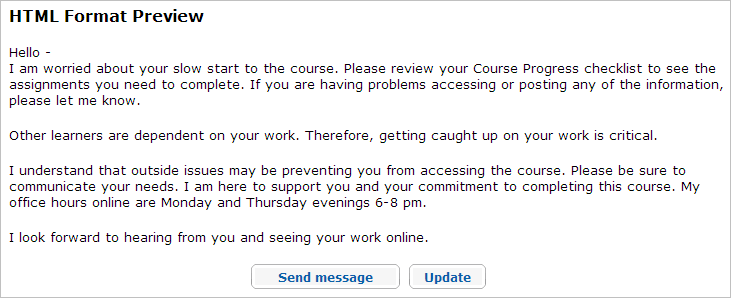 HTML Format Preview
Hello -
I am worried about your slow start to the course. Please review your Course Progress checklist to see the
assignments you need to complete. If you are having problems accessing or posting any of the information,
please let me know.
Other learners are dependent on your work. Therefore, getting caught up on your work is critical.
I understand that outside issues may be preventing you from accessing the course. Please be sure to
communicate your needs. I am here to support you and your commitment to completing this course. My
office hours online are Monday and Thursday evenings 6-8 pm.
I look forward to hearing from you and seeing your work online.
Send message Update